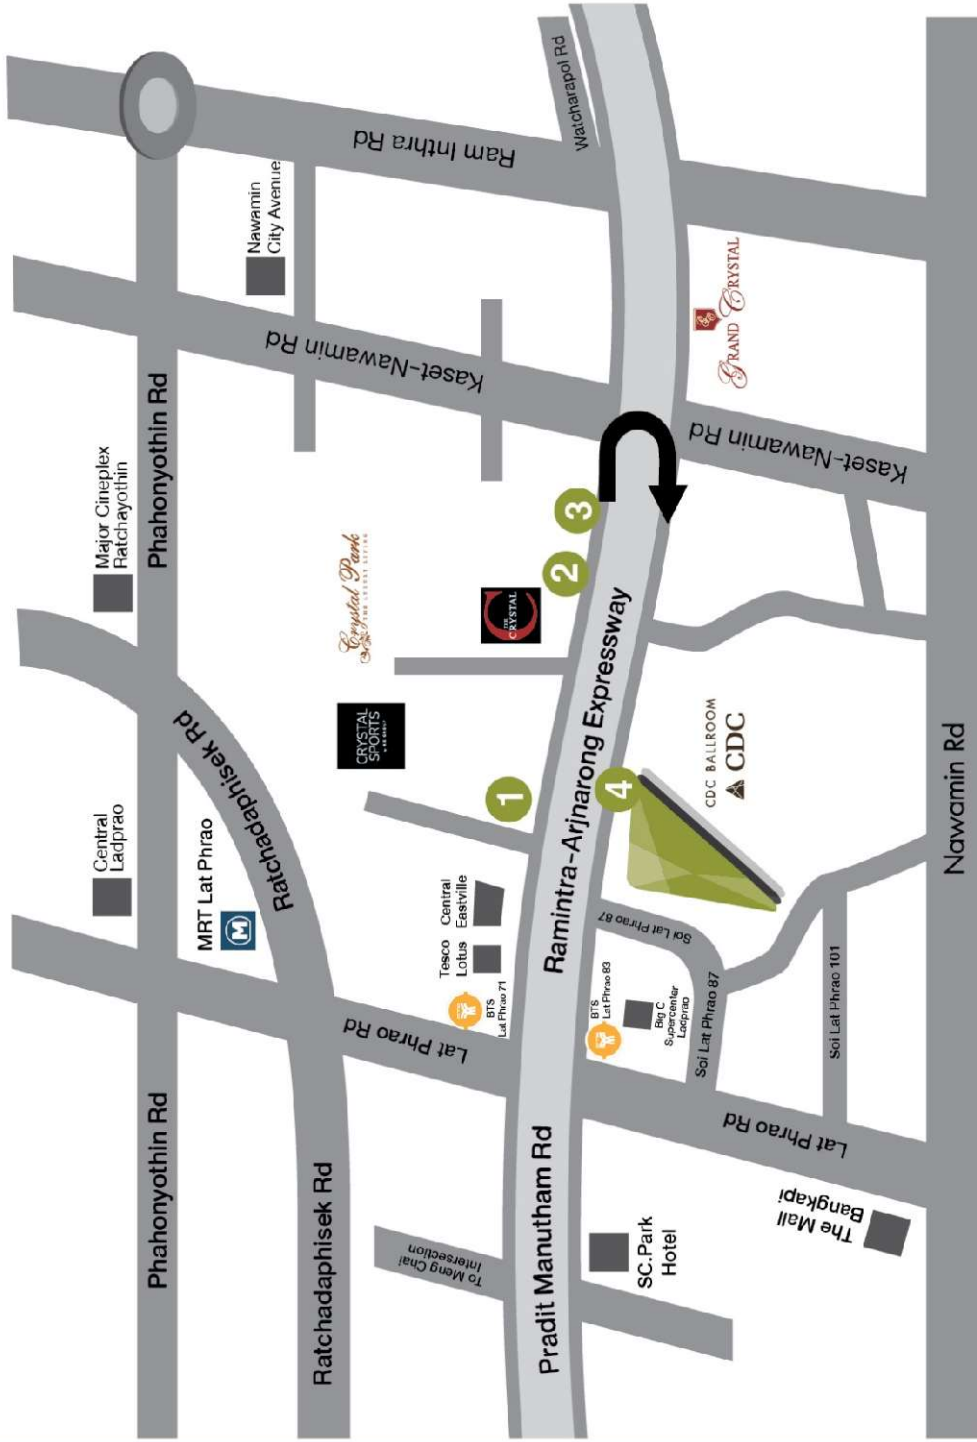 Phahonyothin Rd
Central
Ladprao
Major Cineplex
Ratchayothin
Phahonyothin Rd
MRT Lat Phrao
M
Ratchadaphisek Rd
Nawamin
City Avenue
Ratchadaphisek Rd
Lat Phrao Rd
CRYSTAL
SPORTS
Crystal Park
Kaset-Nawamin Rd
Ram Inthra Rd
To Meng Chai
Intersection
BTS
Lat Phrao 71
Tesco
Lotus
Central
Eastville
1
THE
CRYSTAL
2
3
Watcharapol Rd
Pradit Manutham Rd
Ramintra-Arjnarong Expressway
SC.Park
Hotel
BTS
Lat Phrao 83
Big C
Supercenter
Ladprao
Soi Lat Phrao 87
4
Soi Lat Phrao 87
CDC BALLROOM
CDC
Kaset-Nawamin Rd
GRAND CRYSTAL
Lat Phrao Rd
The Mall
Bangkapi
Soi Lat Phrao 101
Nawamin Rd